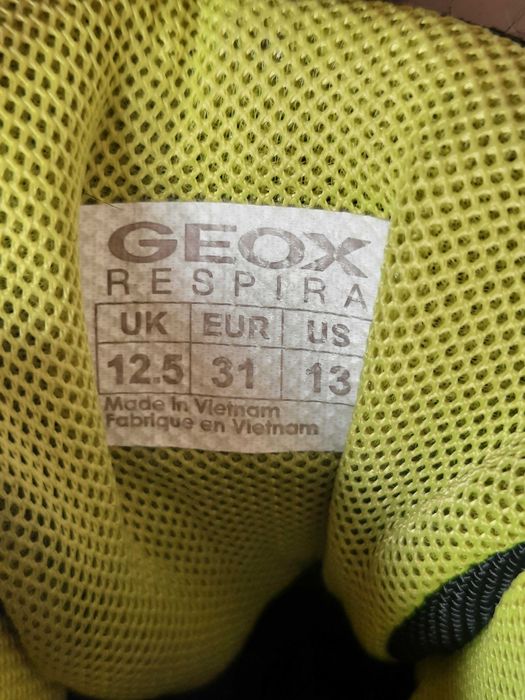 GEOX
RESPIRA
UK EUR US
12.5 31 13
Made in Vietnam
Fabrique en Vietnam